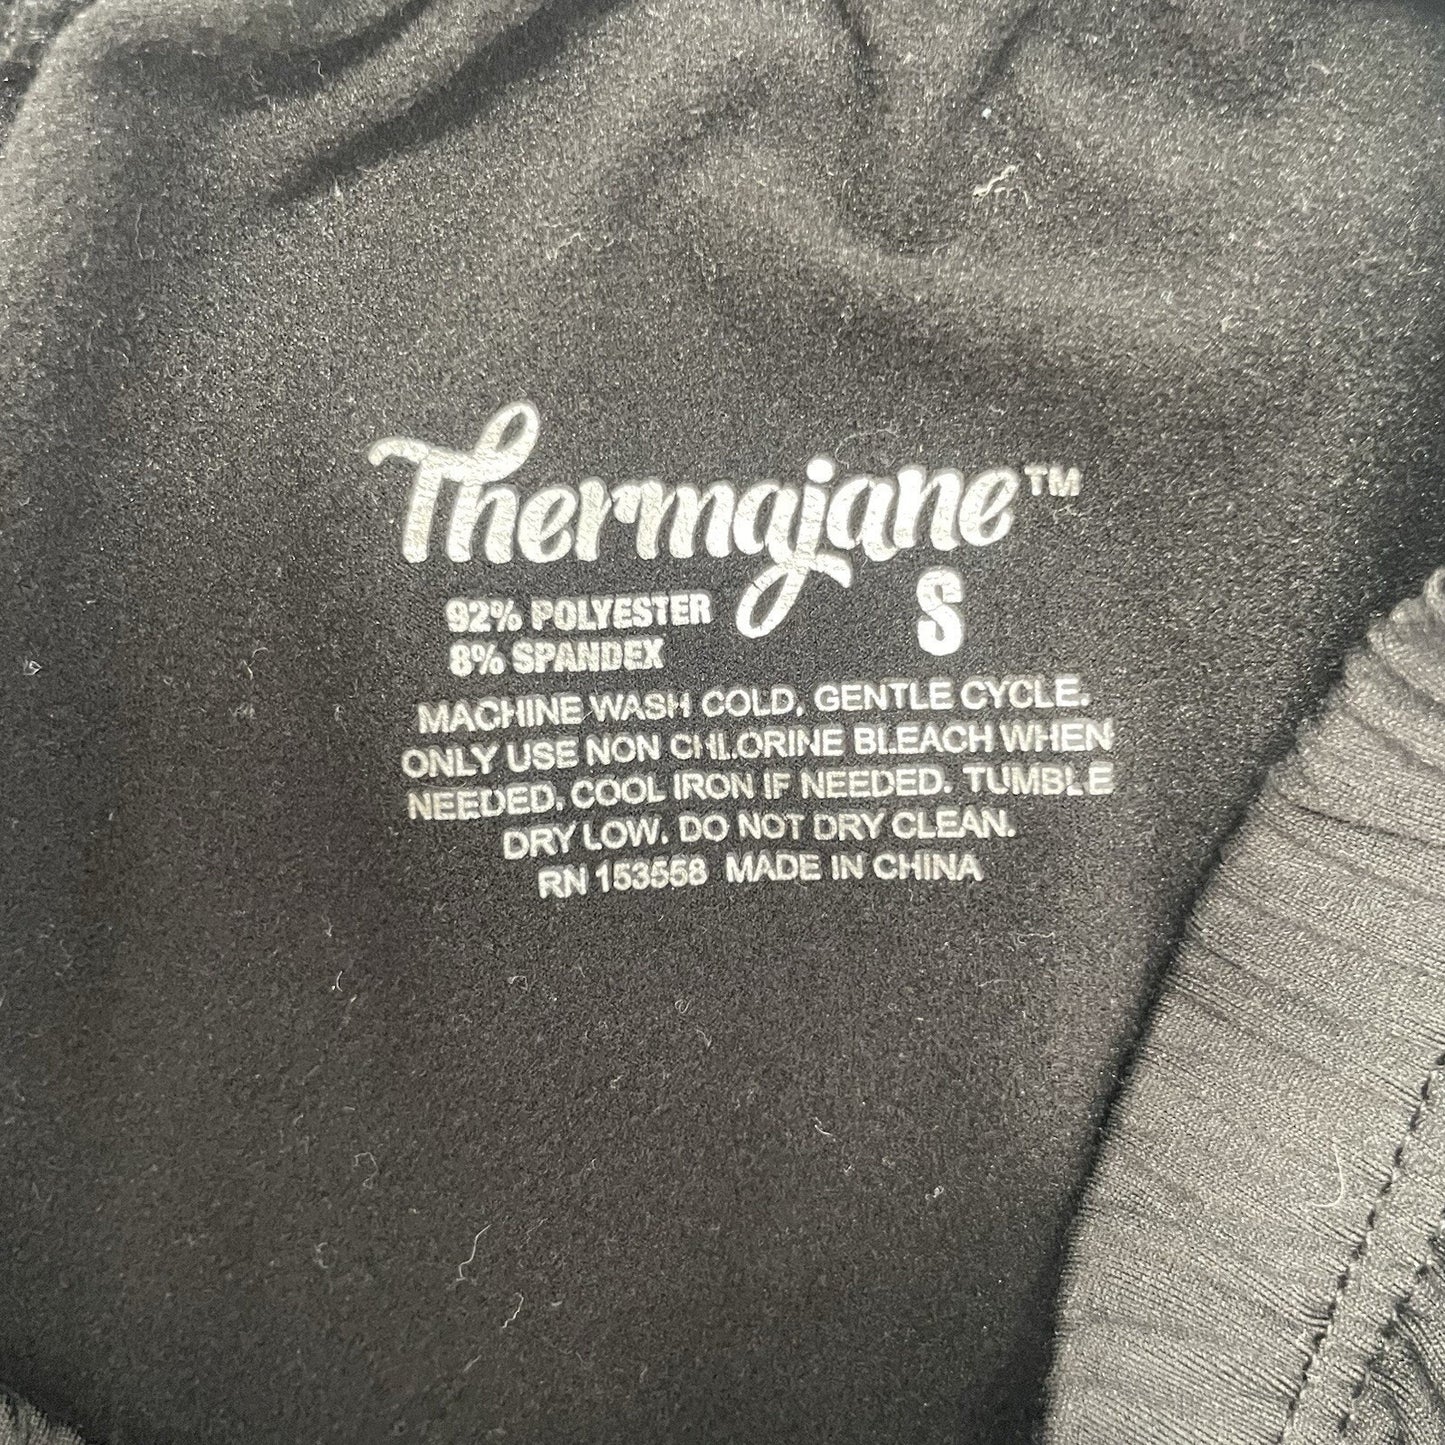 Thermajane™
92% POLYESTER
8% SPANDEX
S
MACHINE WASH COLD, GENTLE CYCLE.
ONLY USE NON CHLORINE BLEACH WHEN
NEEDED, COOL IRON IF NEEDED. TUMBLE
DRY LOW. DO NOT DRY CLEAN.
RN 153558 MADE IN CHINA